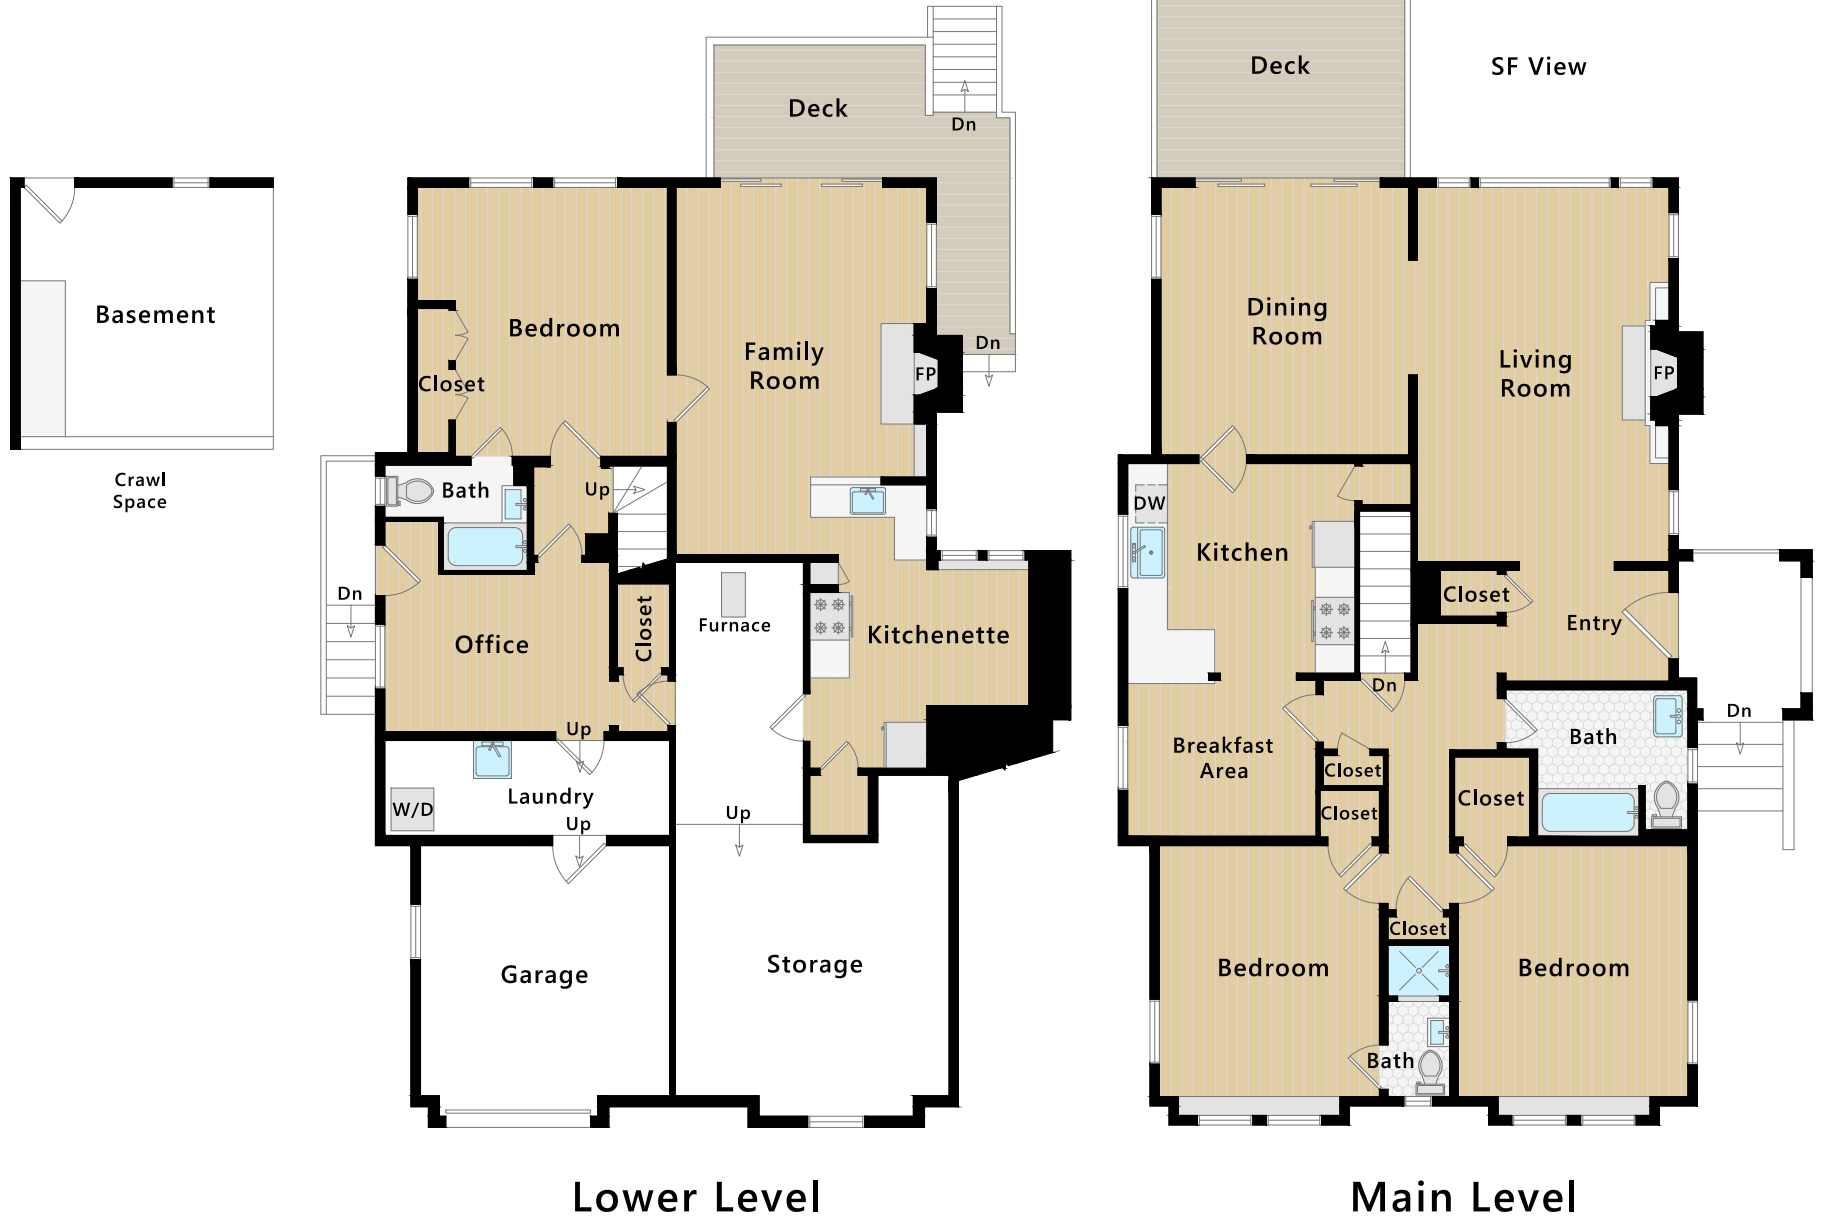 Deck
Dn
Dn
Bedroom
Closet
Family
Room
FP
Bath
Up
Dn
Office
Closet
Furnace
Kitchenette
Up
W/D
Laundry
Up
Up
Garage
Storage
Basement
Crawl
Space
Lower Level
Deck
SF View
Dining
Room
Living
Room
FP
DW
Kitchen
Closet
Entry
Dn
Breakfast
Area
Closet
Closet
Closet
Bath
Dn
Closet
Bedroom
Bedroom
Bath
Main Level